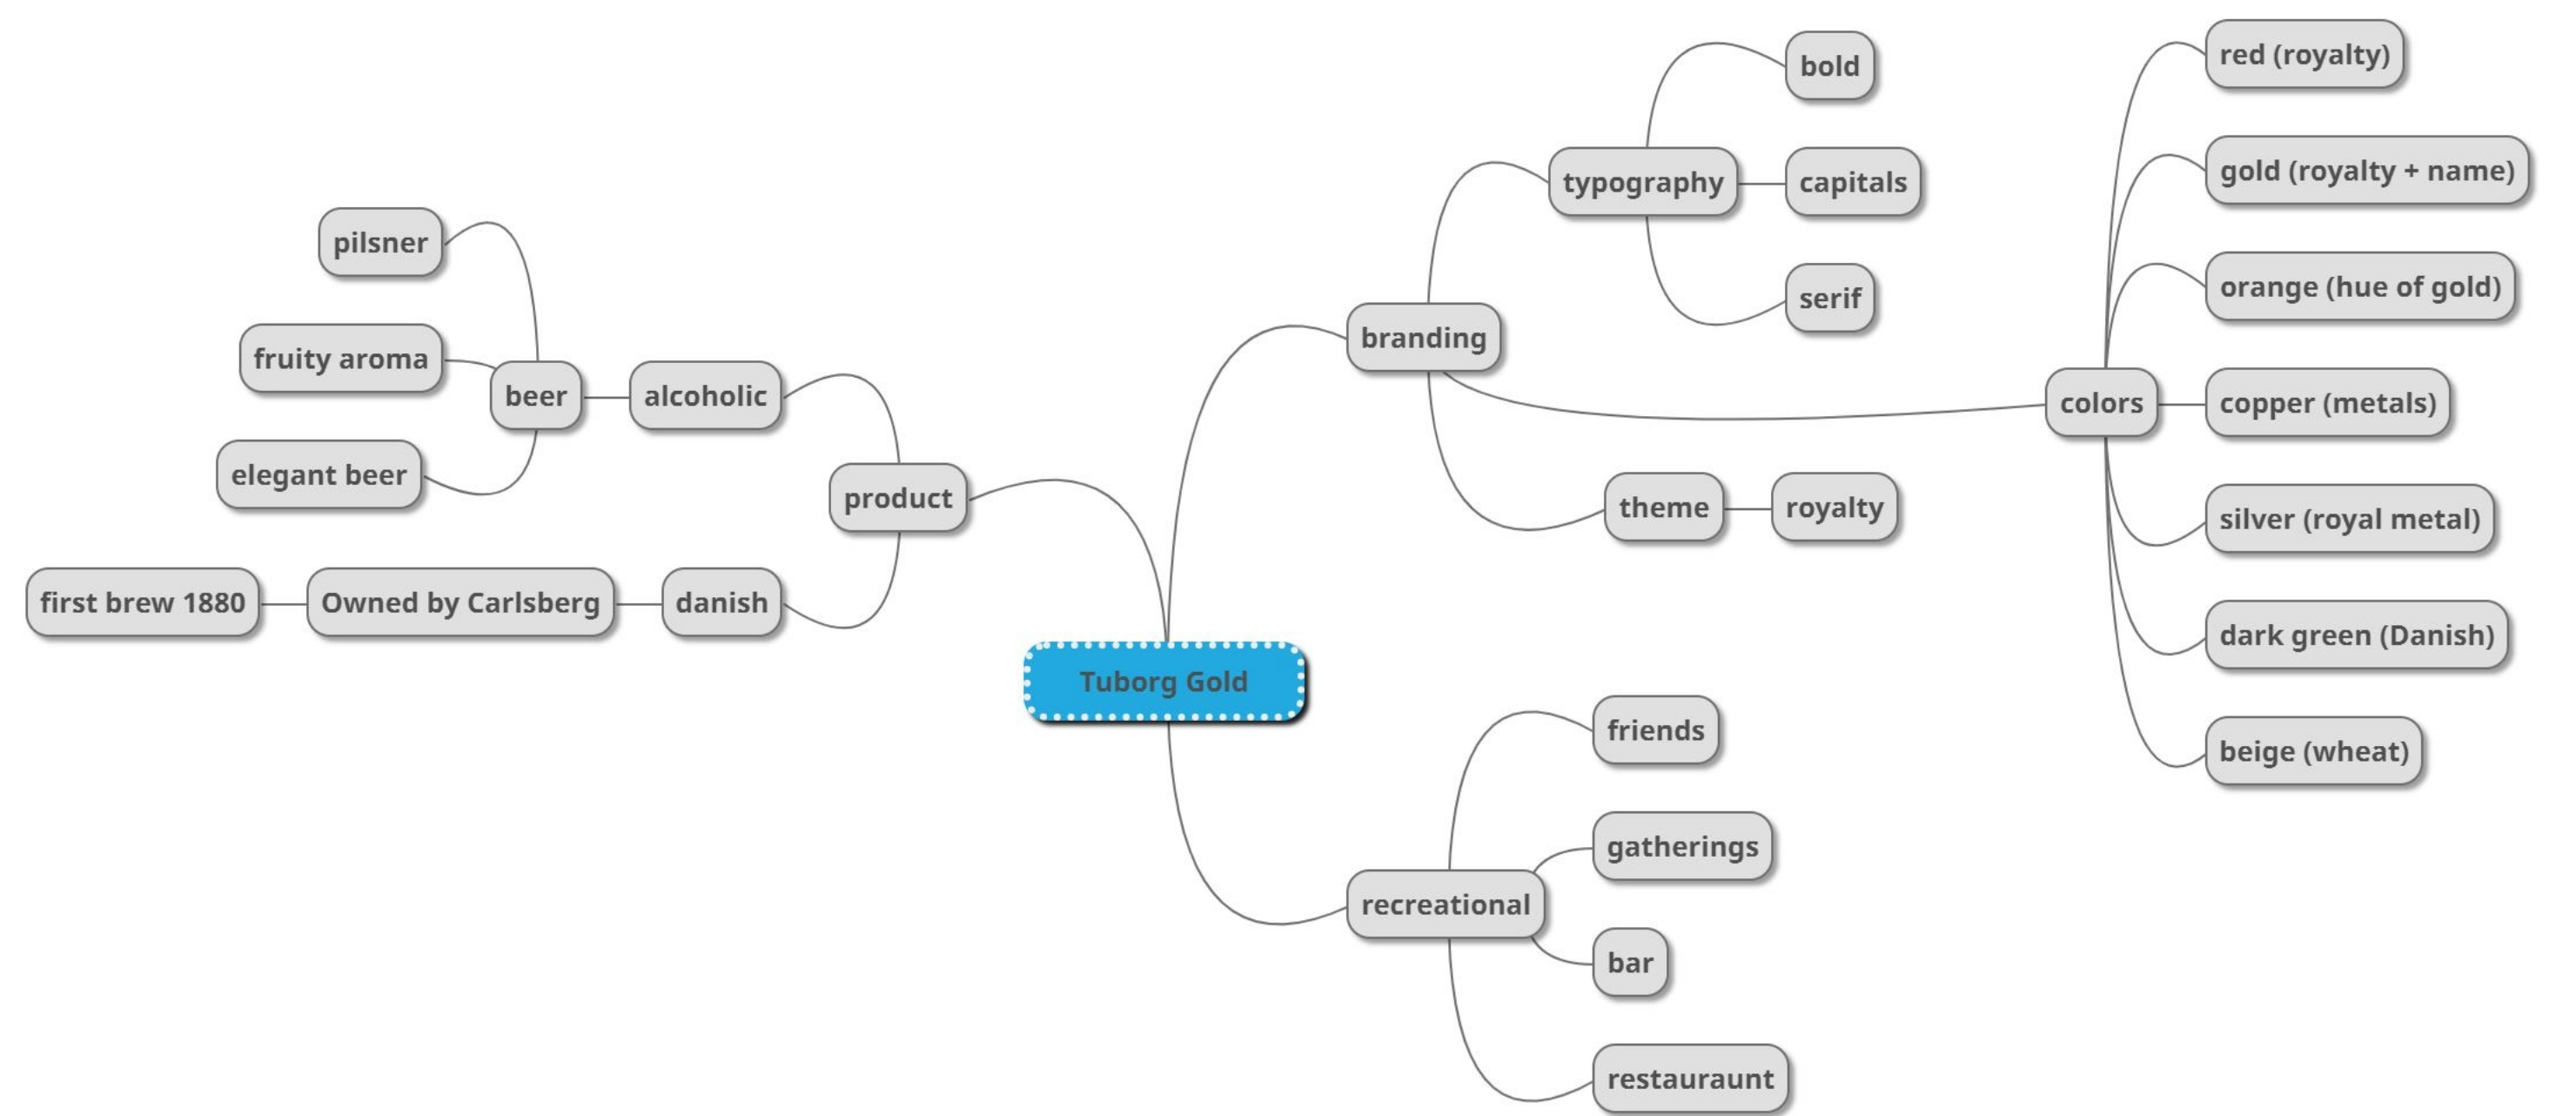 Tuborg Gold
product
alcoholic
beer
pilsner
fruity aroma
elegant beer
danish
Owned by Carlsberg
first brew 1880
branding
typography
bold
capitals
serif
colors
red (royalty)
gold (royalty + name)
orange (hue of gold)
copper (metals)
silver (royal metal)
dark green (Danish)
beige (wheat)
theme
royalty
recreational
friends
gatherings
bar
restauraunt